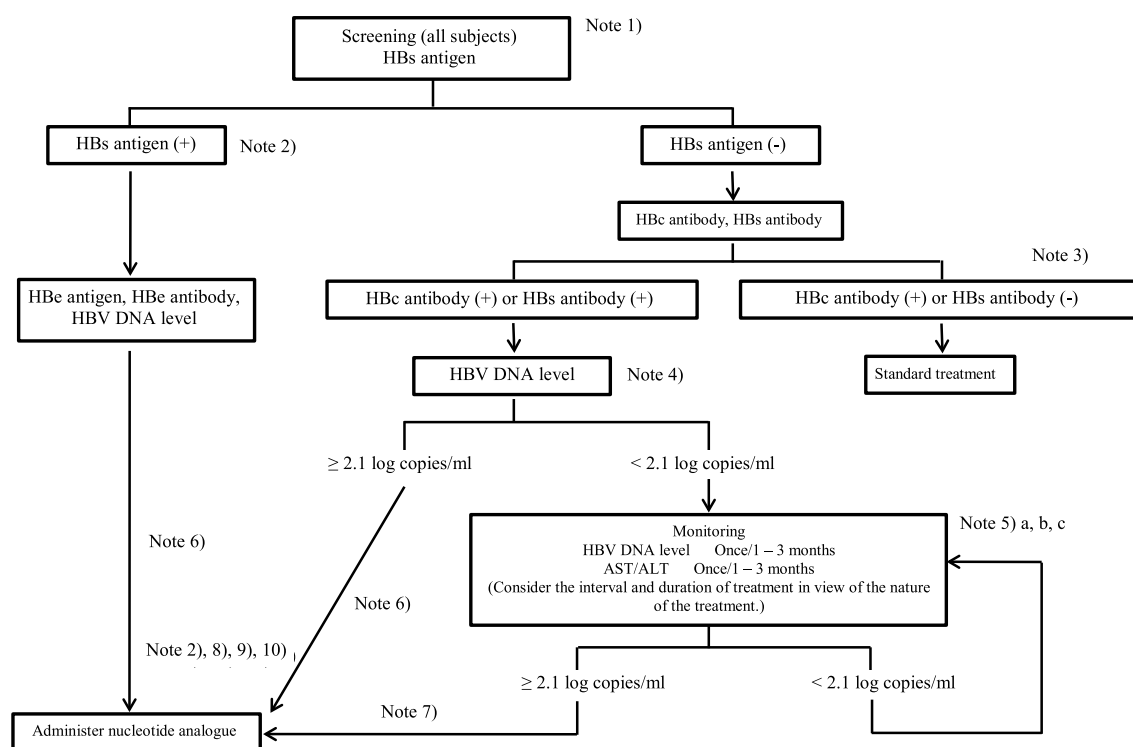 Screening (all subjects)
HBs antigen
Note 1)
HBs antigen (+)
Note 2)
HBs antigen (-)
HBc antibody, HBs antibody
Note 3)
HBe antigen, HBe antibody,
HBV DNA level
HBc antibody (+) or HBs antibody (+)
HBc antibody (+) or HBs antibody (-)
HBV DNA level
Note 4)
Standard treatment
≥ 2.1 log copies/ml
< 2.1 log copies/ml
Note 6)
Monitoring
HBV DNA level Once/1 – 3 months
AST/ALT Once/1 – 3 months
(Consider the interval and duration of treatment in view of the nature
of the treatment.)
Note 5) a, b, c
Note 6)
Note 2), 8), 9), 10)
≥ 2.1 log copies/ml
< 2.1 log copies/ml
Note 7)
Administer nucleotide analogue